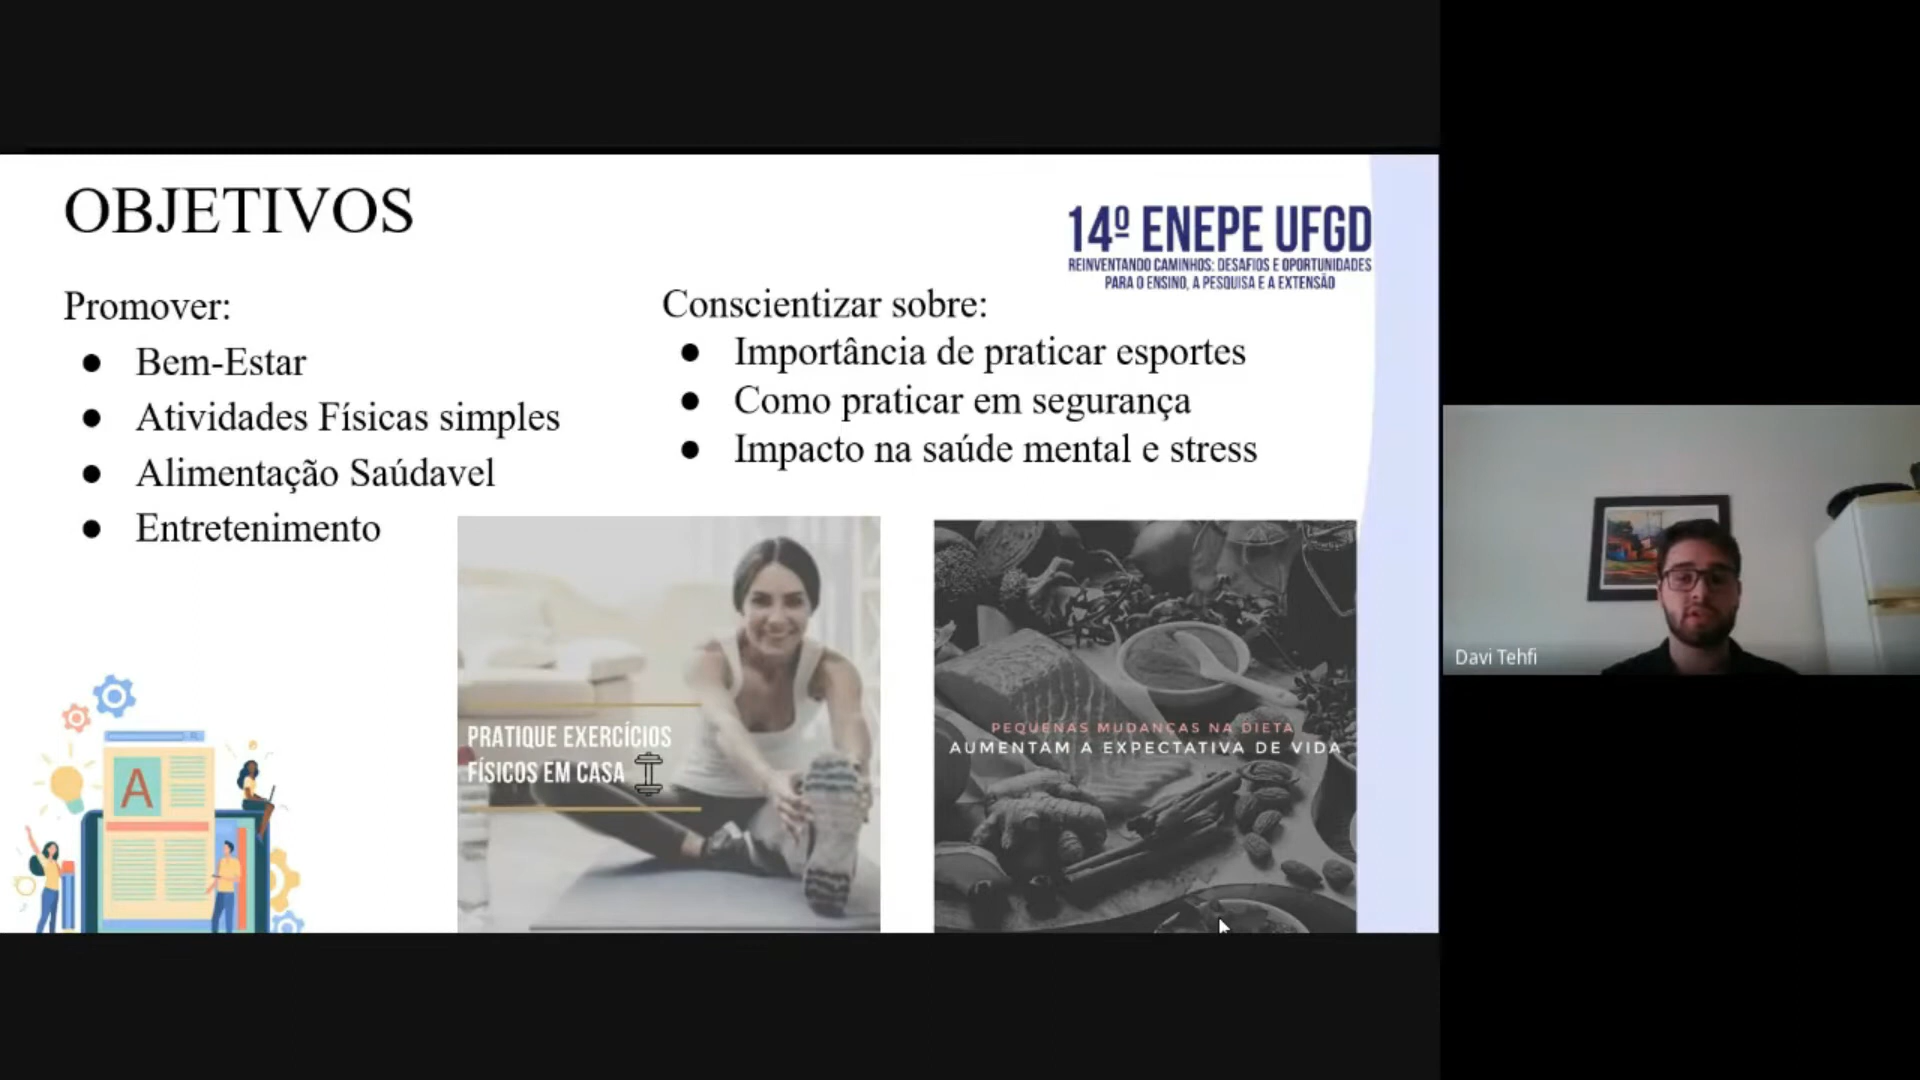 OBJETIVOS
14º ENEPE UFGD
REINVENTANDO CAMINHOS: DESAFIOS E OPORTUNIDADES
PARA O ENSINO, A PESQUISA E A EXTENSÃO
Promover:
● Bem-Estar
● Atividades Físicas simples
● Alimentação Saúdavel
● Entretenimento
Conscientizar sobre:
● Importância de praticar esportes
● Como praticar em segurança
● Impacto na saúde mental e stress
PRATIQUE EXERCÍCIOS
FÍSICOS EM CASA
PEQUENAS MUDANÇAS NA DIETA
AUMENTAM A EXPECTATIVA DE VIDA
A
Davi Tehfi